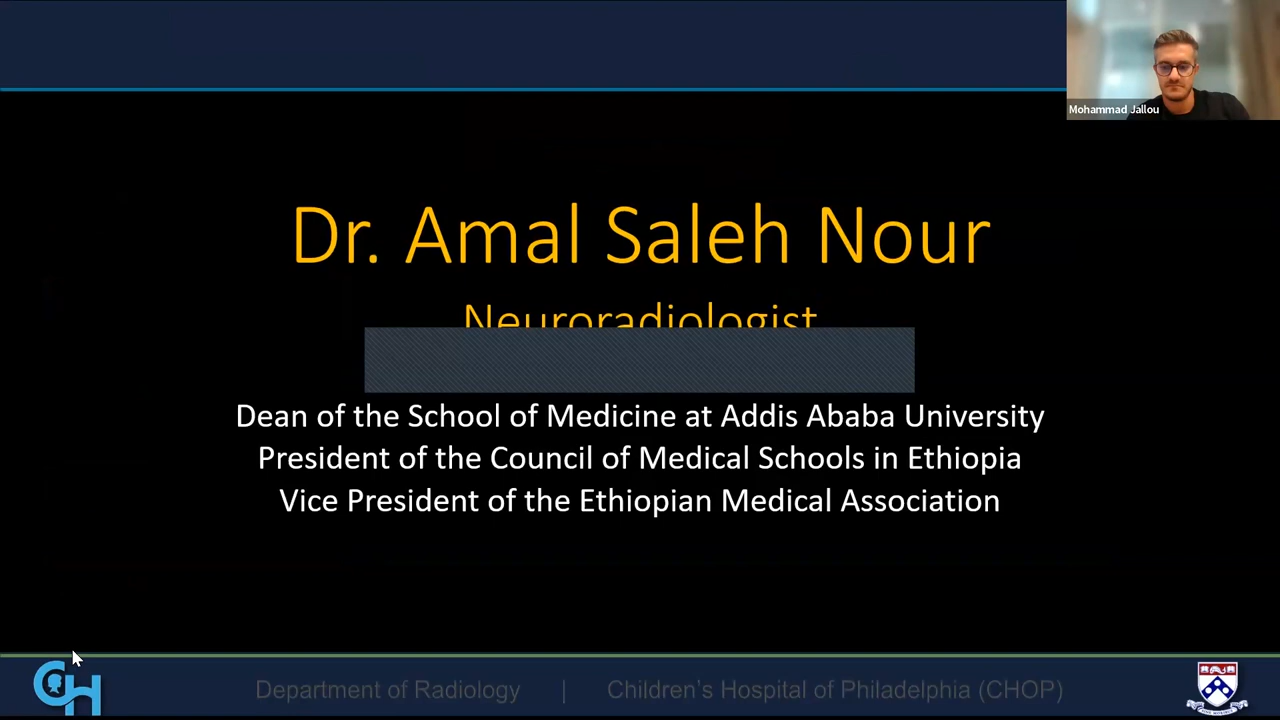 Mohammad Jallou
Dr. Amal Saleh Nour
Neuroradiologist
Dean of the School of Medicine at Addis Ababa University
President of the Council of Medical Schools in Ethiopia
Vice President of the Ethiopian Medical Association
CH
Department of Radiology | Children's Hospital of Philadelphia (CHOP)